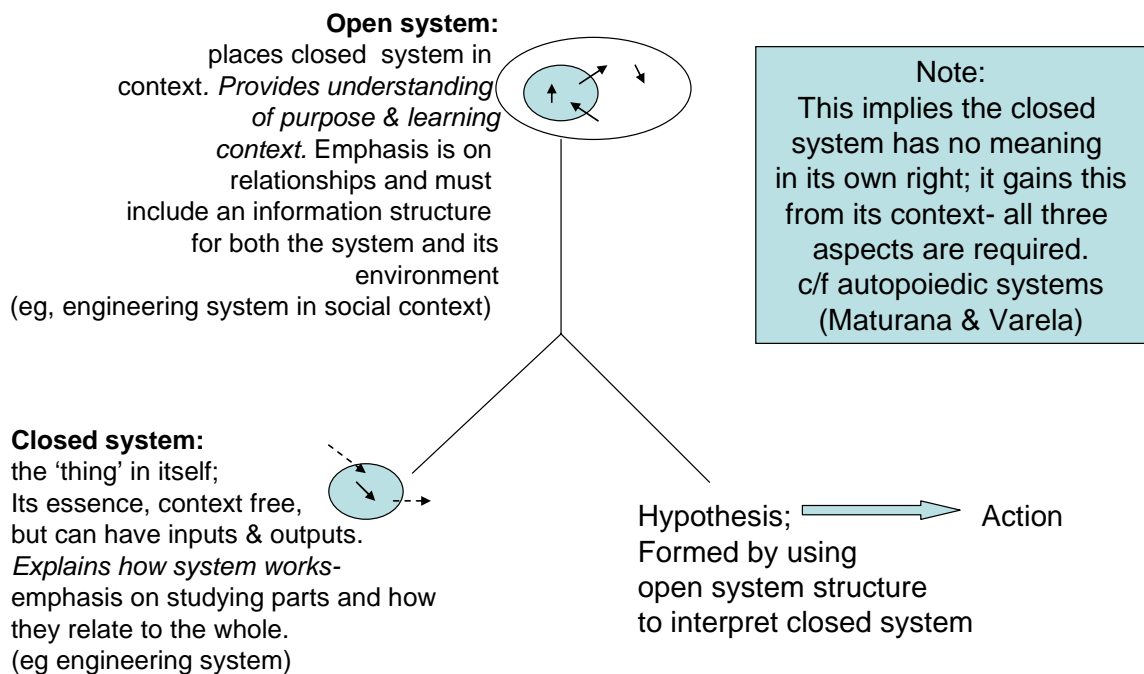 Open system:
places closed system in
context. Provides understanding
of purpose & learning
context. Emphasis is on
relationships and must
include an information structure
for both the system and its
environment
(eg, engineering system in social context)
Note:
This implies the closed
system has no meaning
in its own right; it gains this
from its context- all three
aspects are required.
c/f autopoiedic systems
(Maturana & Varela)
Closed system:
the ‘thing’ in itself;
Its essence, context free,
but can have inputs & outputs.
Explains how system works-
emphasis on studying parts and how
they relate to the whole.
(eg engineering system)
Hypothesis;
Formed by using
open system structure
to interpret closed system
Action